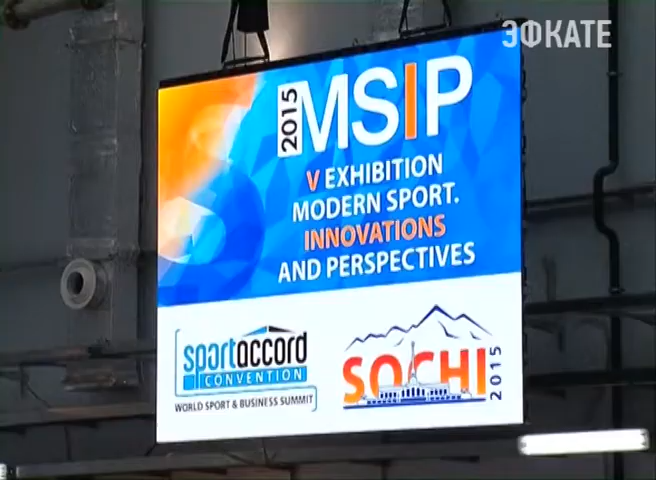 ЭФКАТЕ
2015 MSIP
V EXHIBITION
MODERN SPORT.
INNOVATIONS
AND PERSPECTIVES
sportaccord
CONVENTION
WORLD SPORT & BUSINESS SUMMIT
SOCHI 2015